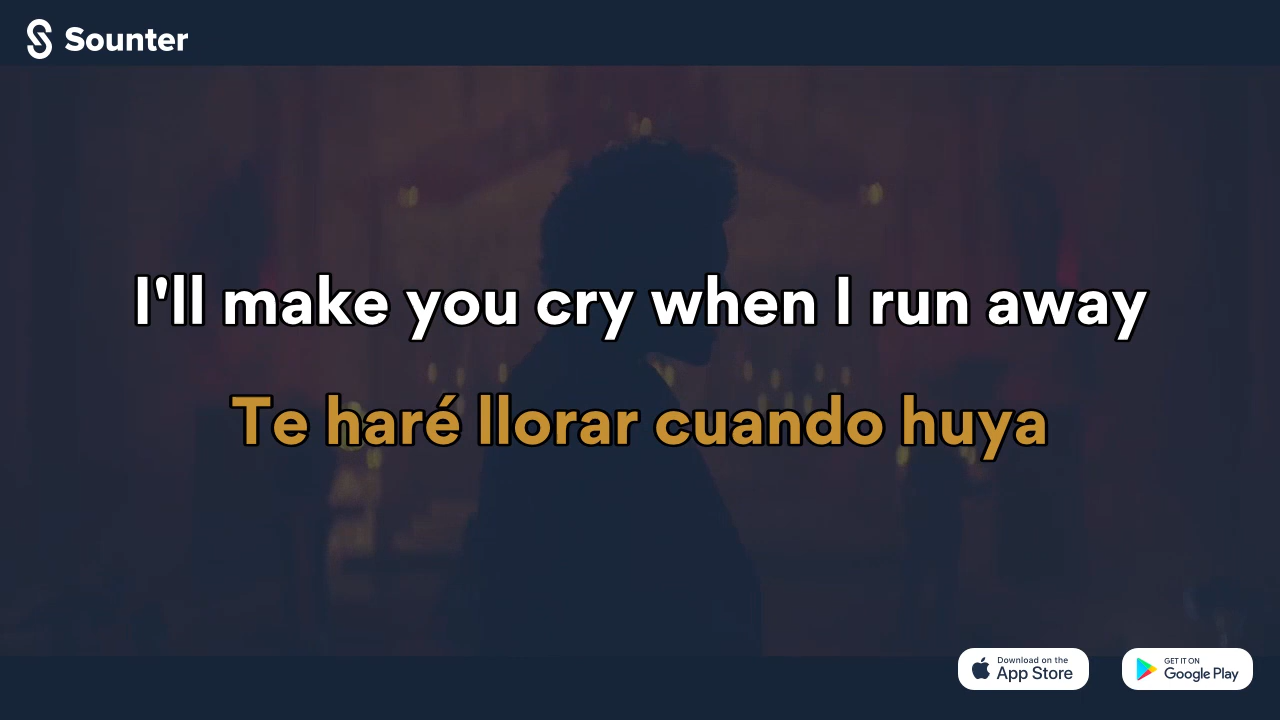 Sounter
I'll make you cry when I run away
Te haré llorar cuando huya
Download on the
App Store
GET IT ON
Google Play